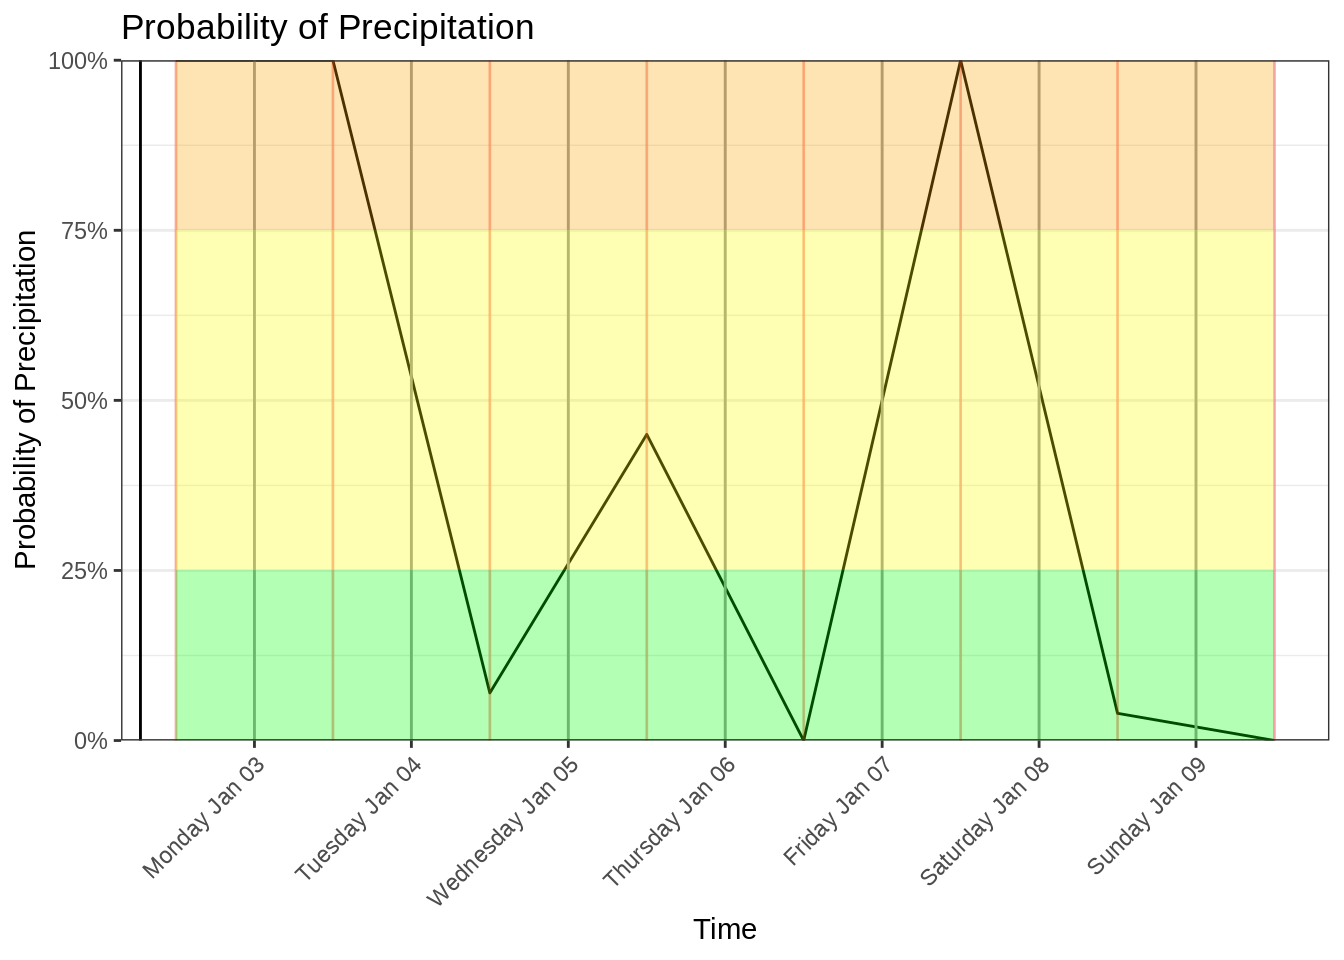 Probability of Precipitation
Probability of Precipitation
100%
75%
50%
25%
0%
Monday Jan 03
Tuesday Jan 04
Wednesday Jan 05
Thursday Jan 06
Friday Jan 07
Saturday Jan 08
Sunday Jan 09
Time